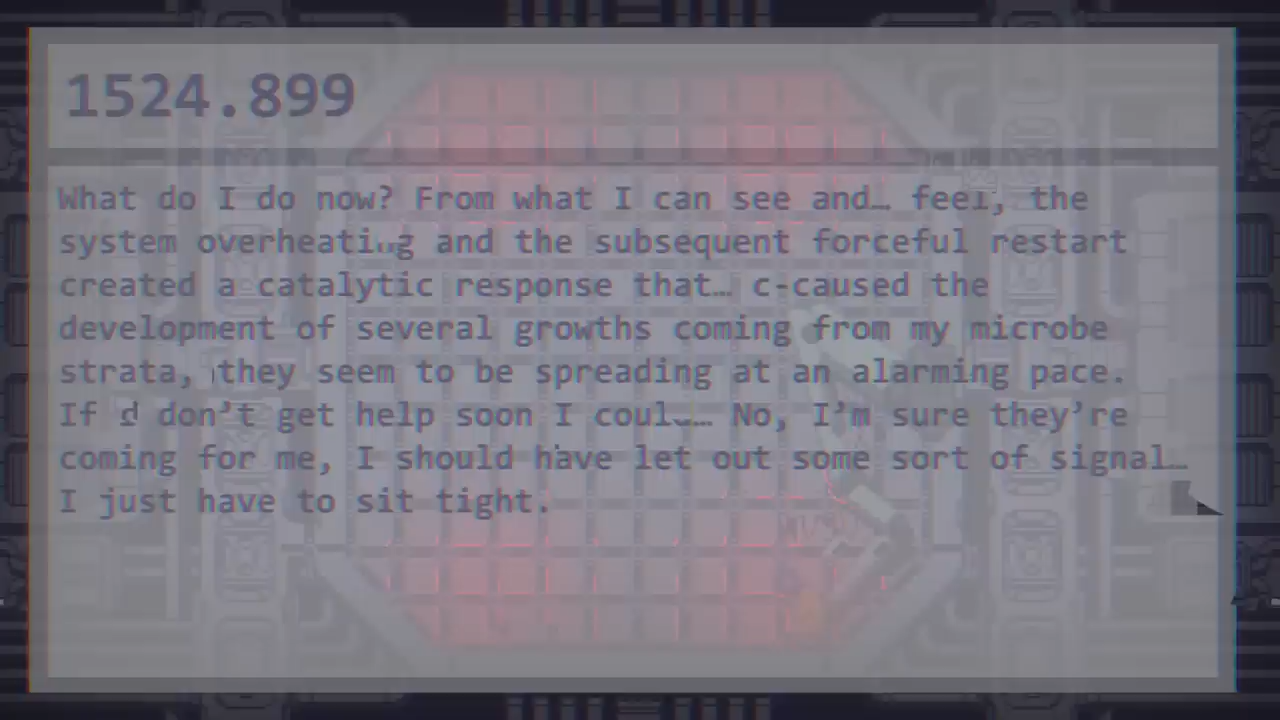 1524.899
What do I do now? From what I can see and… feel, the
system overheating and the subsequent forceful restart
created a catalytic response that… c-caused the
development of several growths coming from my microbe
strata, they seem to be spreading at an alarming pace.
If d don’t get help soon I coul…… No, I’m sure they’re
coming for me, I should have let out some sort of signal…
I just have to sit tight.